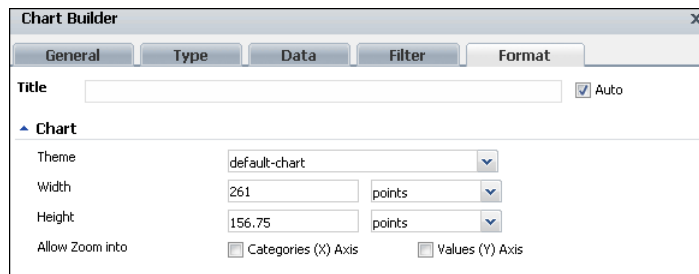 Chart Builder x
General Type Data Filter Format
Title Auto
Chart
Theme default-chart
Width 261 points
Height 156.75 points
Allow Zoom into Categories (X) Axis Values (Y) Axis